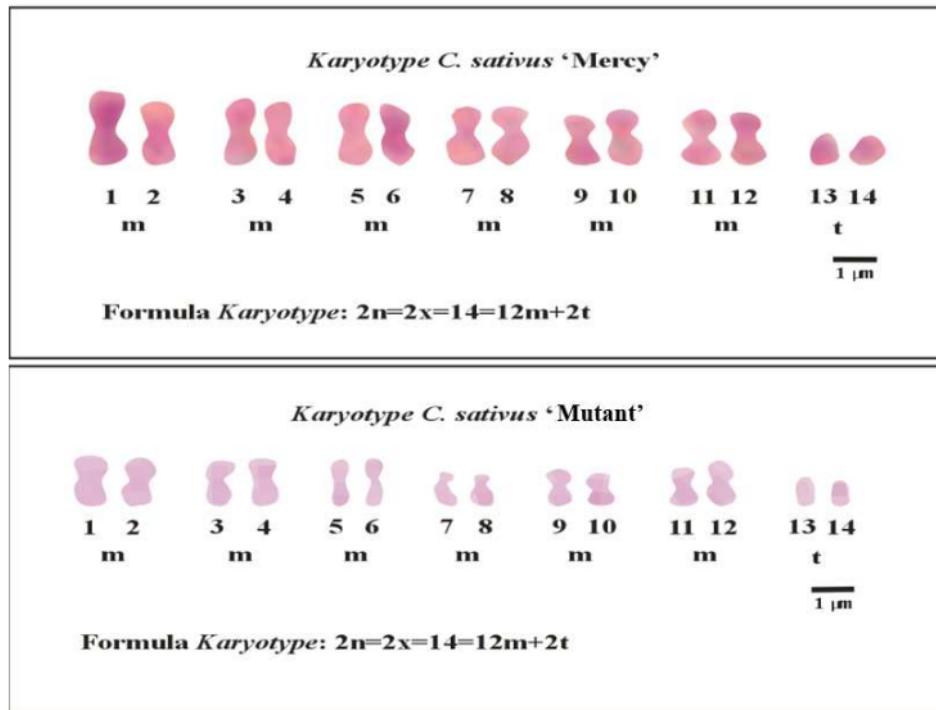 Karyotype C. sativus ‘Mercy’
1 2 3 4 5 6 7 8 9 10 11 12 13 14
m m m m m m t
1 µm
Formula Karyotype: 2n=2x=14=12m+2t
Karyotype C. sativus ‘Mutant’
1 2 3 4 5 6 7 8 9 10 11 12 13 14
m m m m m m t
1 µm
Formula Karyotype: 2n=2x=14=12m+2t